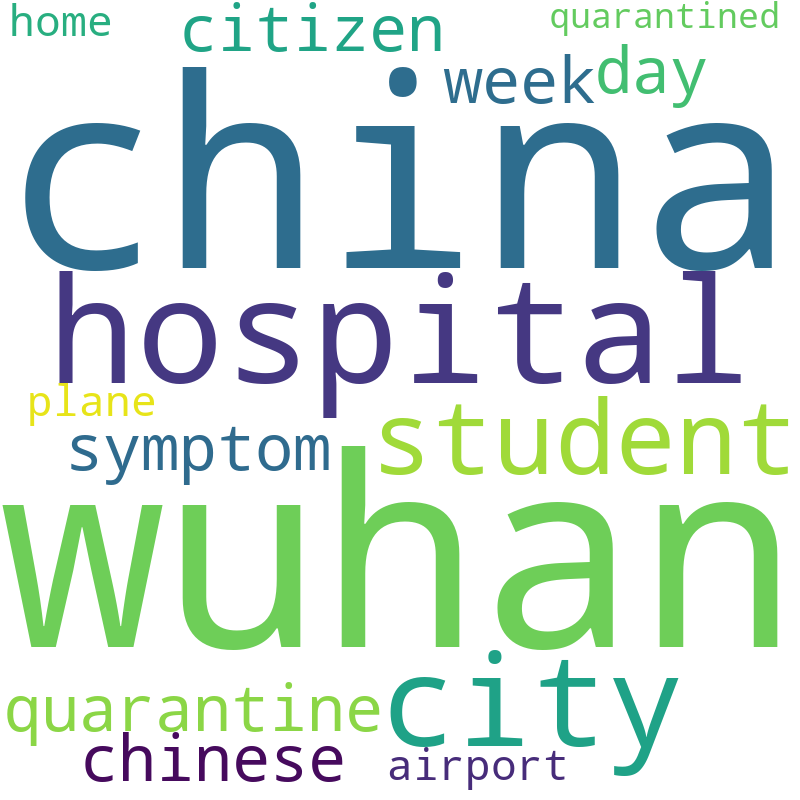 home citizen quarantined
week day
china
hospital
plane
student
symptom
wuhan
city
quarantine
chinese airport